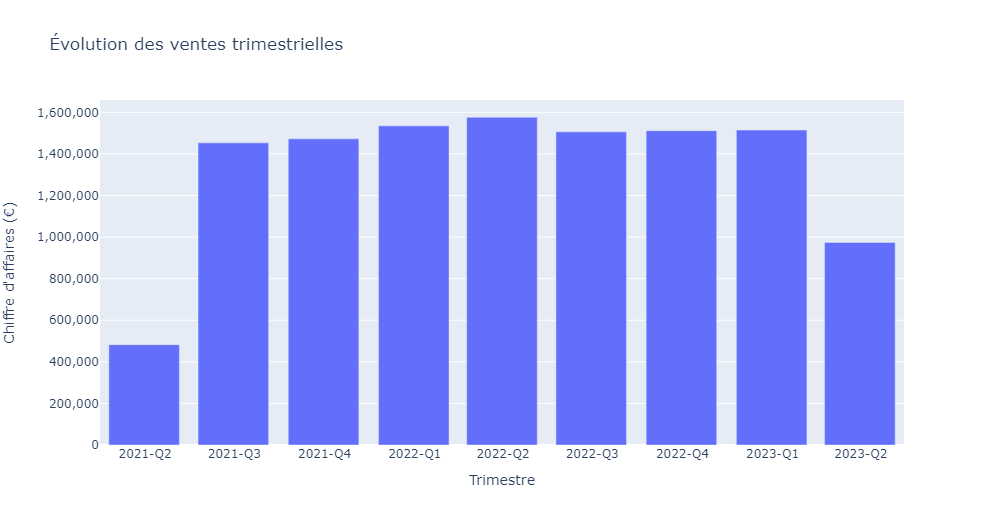 Évolution des ventes trimestrielles
Chiffre d'affaires (€)
1,600,000
1,400,000
1,200,000
1,000,000
800,000
600,000
400,000
200,000
0
2021-Q2 2021-Q3 2021-Q4 2022-Q1 2022-Q2 2022-Q3 2022-Q4 2023-Q1 2023-Q2
Trimestre